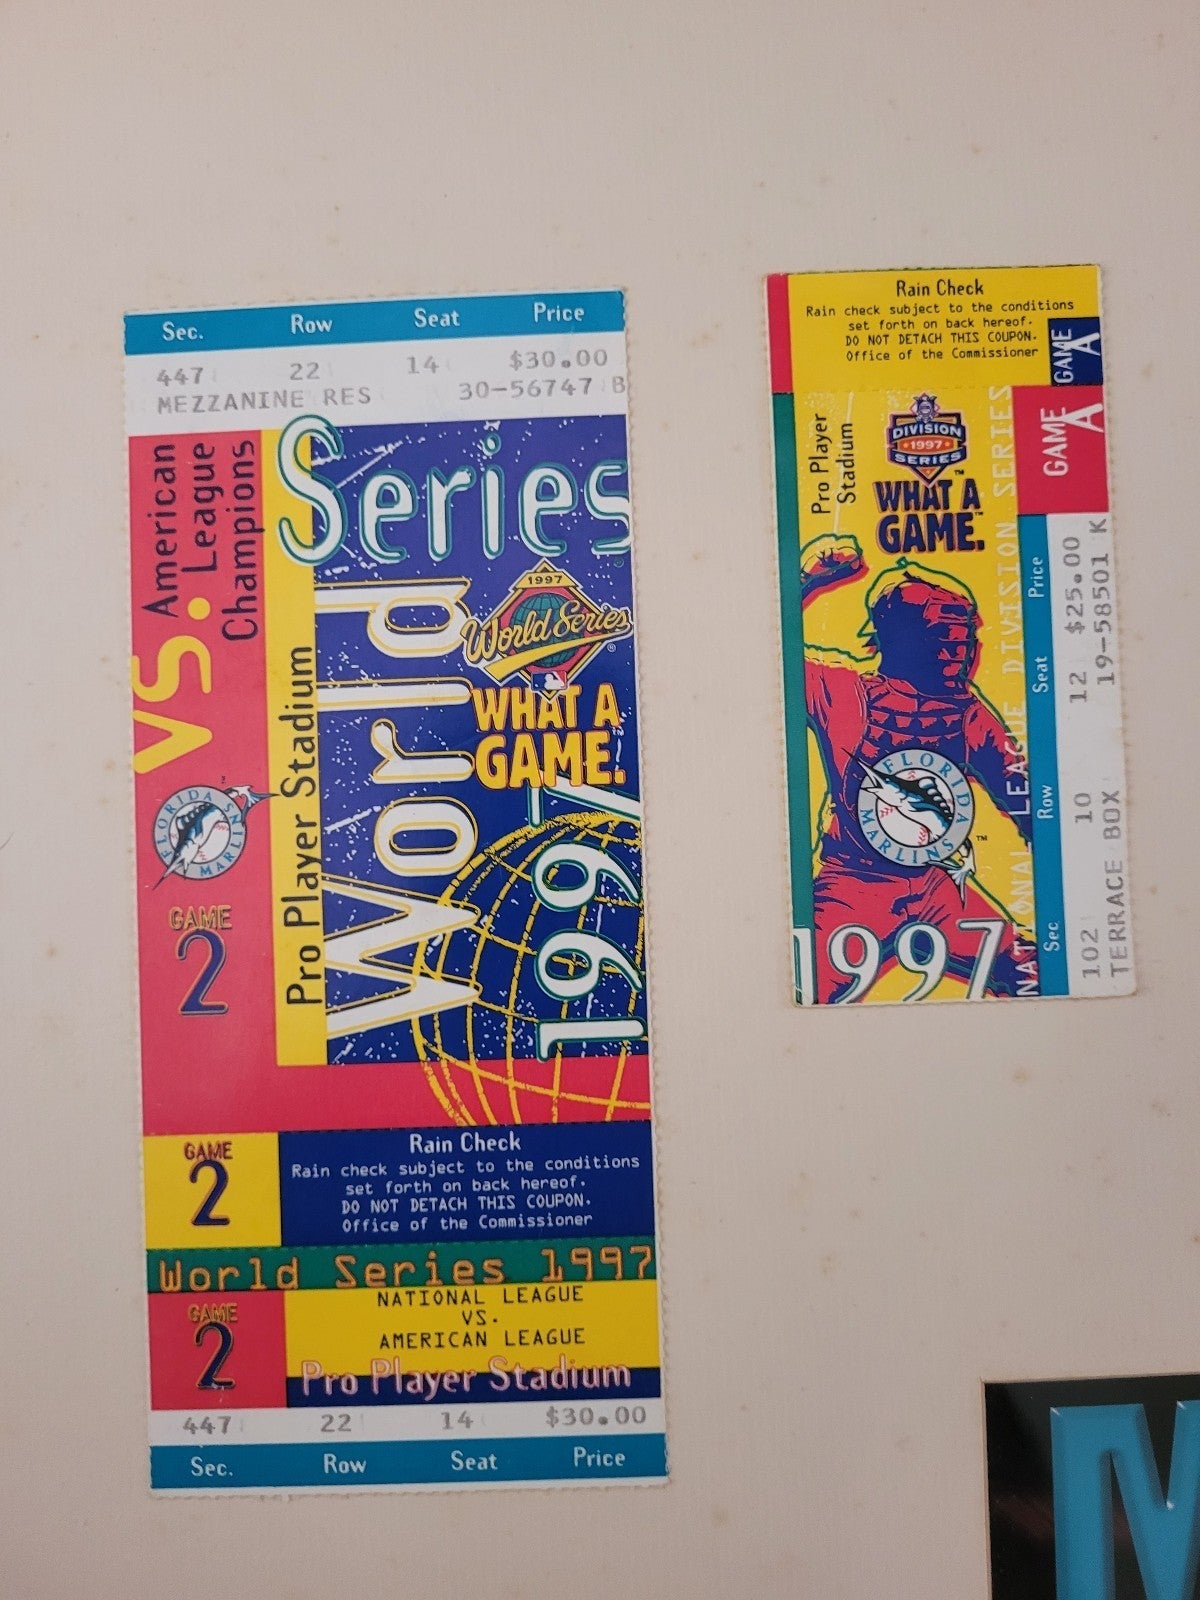 Sec. Row Seat Price
447 22 14 $30.00
MEZZANINE RES 30-56747 B
vs. American
League
Champions
Pro Player Stadium
World
Series
1997
1997
World Series
WHAT A
GAME.
FLORIDA
MARLINS
GAME
2
GAME
2
Rain Check
Rain check subject to the conditions
set forth on back hereof.
DO NOT DETACH THIS COUPON.
Office of the Commissioner
World Series 1997
GAME
2
NATIONAL LEAGUE
VS.
AMERICAN LEAGUE
Pro Player Stadium
447 22 14 $30.00
Sec. Row Seat Price
Rain Check
Rain check subject to the conditions
set forth on back hereof.
DO NOT DETACH THIS COUPON.
Office of the Commissioner
GAME
A
GAME
A
Pro Player
Stadium
DIVISION
1997
SERIES
WHAT A
GAME.
NATIONAL LEAGUE DIVISION SERIES
FLORIDA
MARLINS
1997
Sec Row Seat Price
102 10 12 $25.00
TERRACE BOX 19-58501 K
M